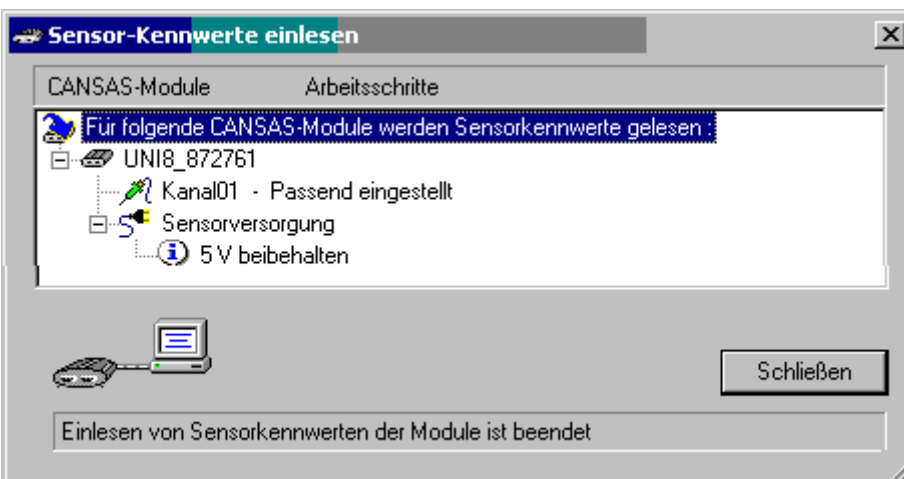 Sensor-Kennwerte einlesen
CANSAS-Module Arbeitsschritte
Für folgende CANSAS-Module werden Sensorkennwerte gelesen :
UNI8_872761
Kanal01 - Passend eingestellt
Sensorversorgung
5 V beibehalten
Schließen
Einlesen von Sensorkennwerten der Module ist beendet